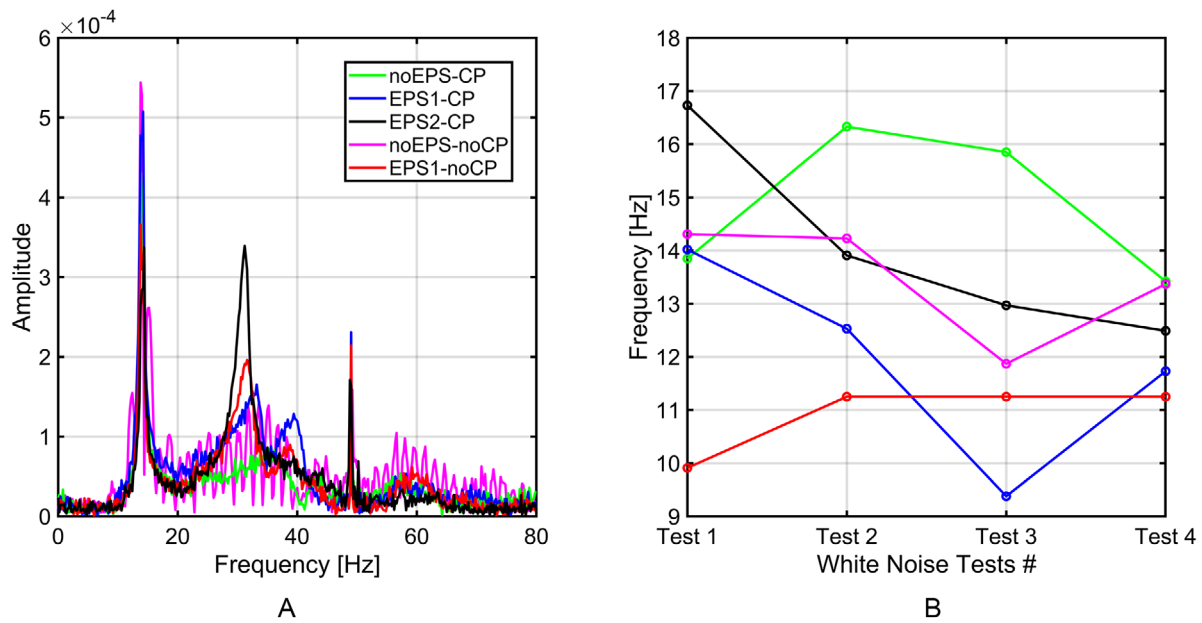 ×10-4
6
5
4
3
2
1
0
Amplitude
0 20 40 60 80
Frequency [Hz]
noEPS-CP
EPS1-CP
EPS2-CP
noEPS-noCP
EPS1-noCP
A
18
17
16
15
14
13
12
11
10
9
Frequency [Hz]
Test 1 Test 2 Test 3 Test 4
White Noise Tests #
B